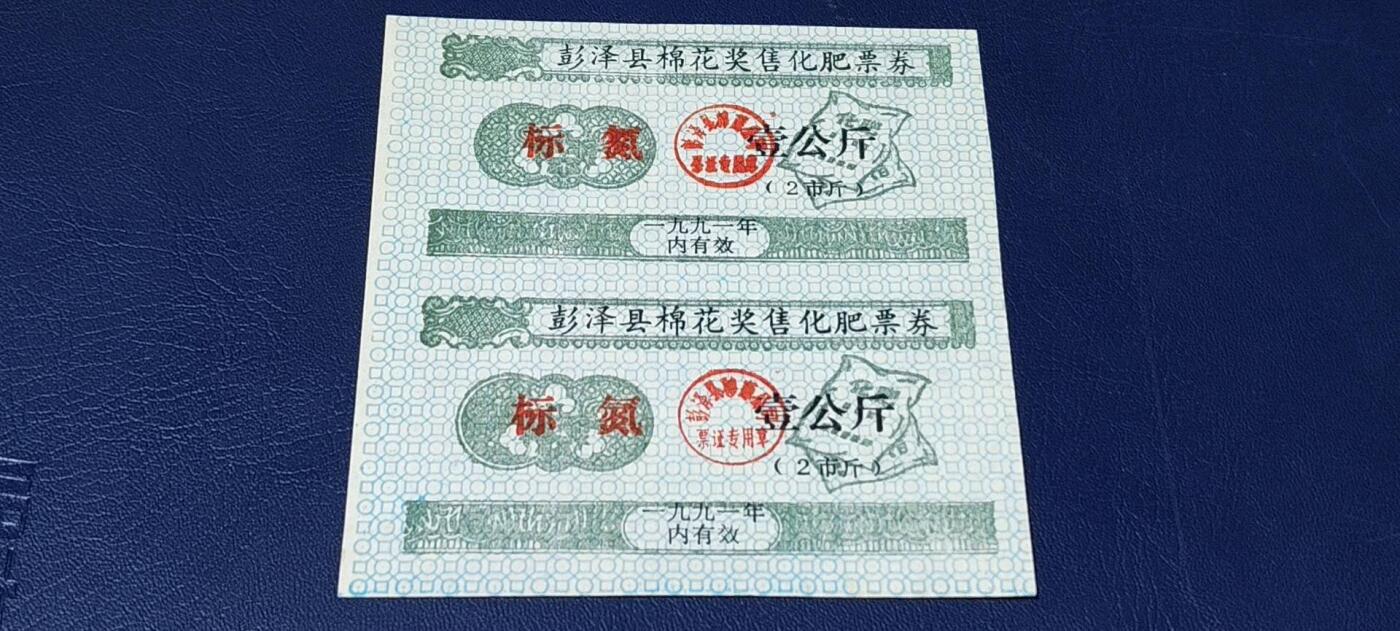 彭泽县棉花奖售化肥票券
标氮
壹公斤
（2市斤）
一九九一年
内有效
彭泽县棉花奖售化肥票券
标氮
票证专用章
壹公斤
（2市斤）
一九九一年
内有效